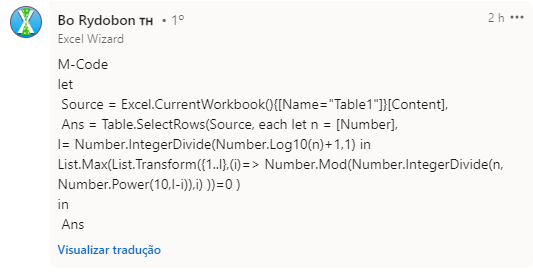 Bo Rydobon ᴛʜ • 1º
2 h • •••
Excel Wizard
M-Code
let
Source = Excel.CurrentWorkbook(){[Name="Table1"]}[Content],
Ans = Table.SelectRows(Source, each let n = [Number],
l= Number.IntegerDivide(Number.Log10(n)+1,1) in
List.Max(List.Transform({1..l},(i)=> Number.Mod(Number.IntegerDivide(n,
Number.Power(10,l-i)),i) ))=0 )
in
Ans
Visualizar tradução